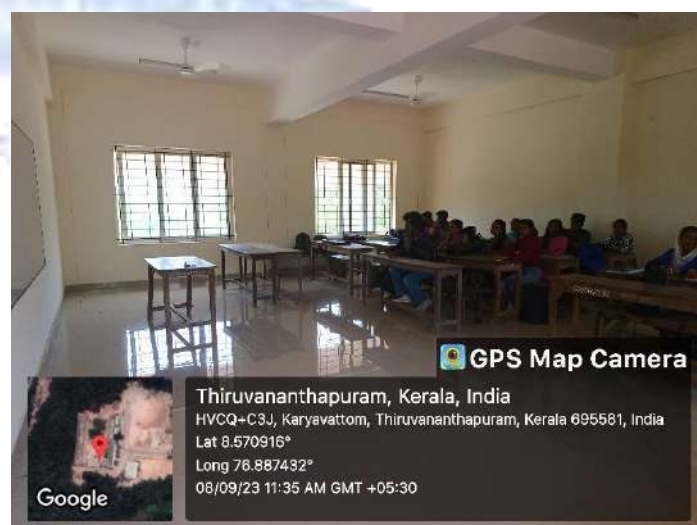 GPS Map Camera
Thiruvananthapuram, Kerala, India
HVCQ+C3J, Karyavattom, Thiruvananthapuram, Kerala 695581, India
Lat 8.570916°
Long 76.887432°
08/09/23 11:35 AM GMT +05:30
Google